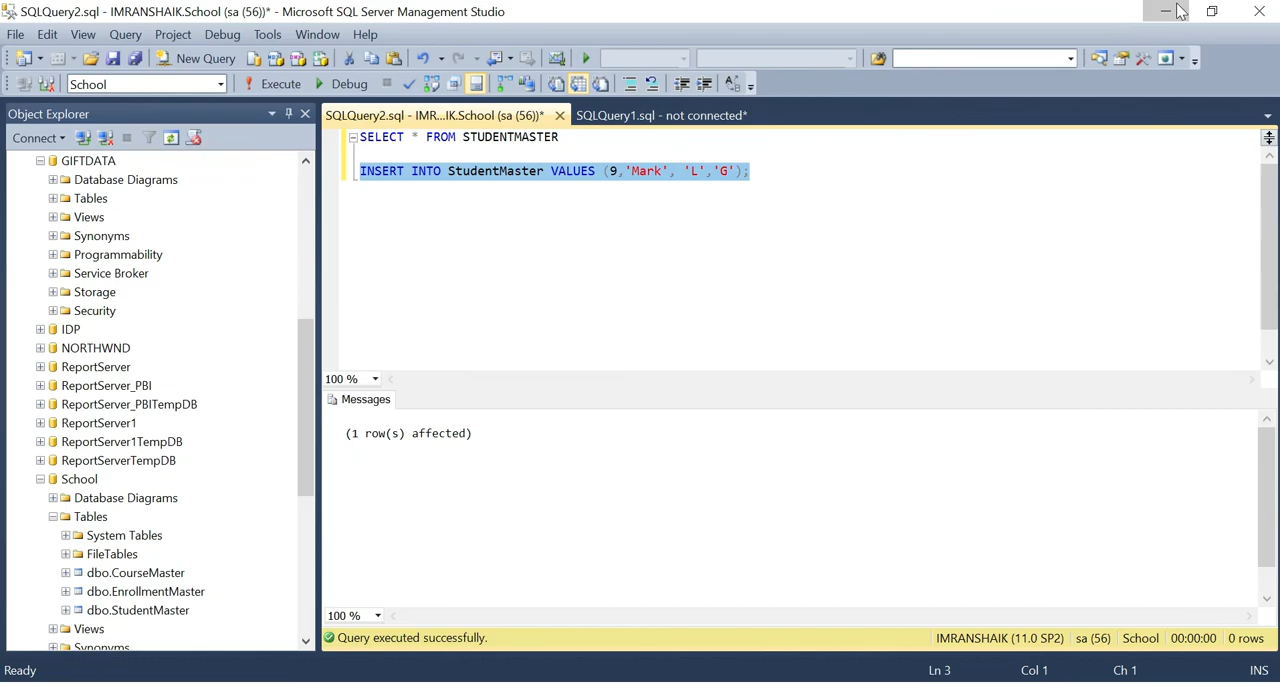 SQLQuery2.sql - IMRANSHAIK.School (sa (56))* - Microsoft SQL Server Management Studio
File Edit View Query Project Debug Tools Window Help
New Query
School Execute Debug
Object Explorer
Connect
GIFTDATA
Database Diagrams
Tables
Views
Synonyms
Programmability
Service Broker
Storage
Security
IDP
NORTHWND
ReportServer
ReportServer_PBI
ReportServer_PBITempDB
ReportServer1
ReportServer1TempDB
ReportServerTempDB
School
Database Diagrams
Tables
System Tables
FileTables
dbo.CourseMaster
dbo.EnrollmentMaster
dbo.StudentMaster
Views
Synonyms
SQLQuery2.sql - IMR...IK.School (sa (56))* SQLQuery1.sql - not connected*
SELECT * FROM STUDENTMASTER
INSERT INTO StudentMaster VALUES (9,'Mark', 'L','G');
100 %
Messages
(1 row(s) affected)
100 %
Query executed successfully. IMRANSHAIK (11.0 SP2) sa (56) School 00:00:00 0 rows
Ready Ln 3 Col 1 Ch 1 INS